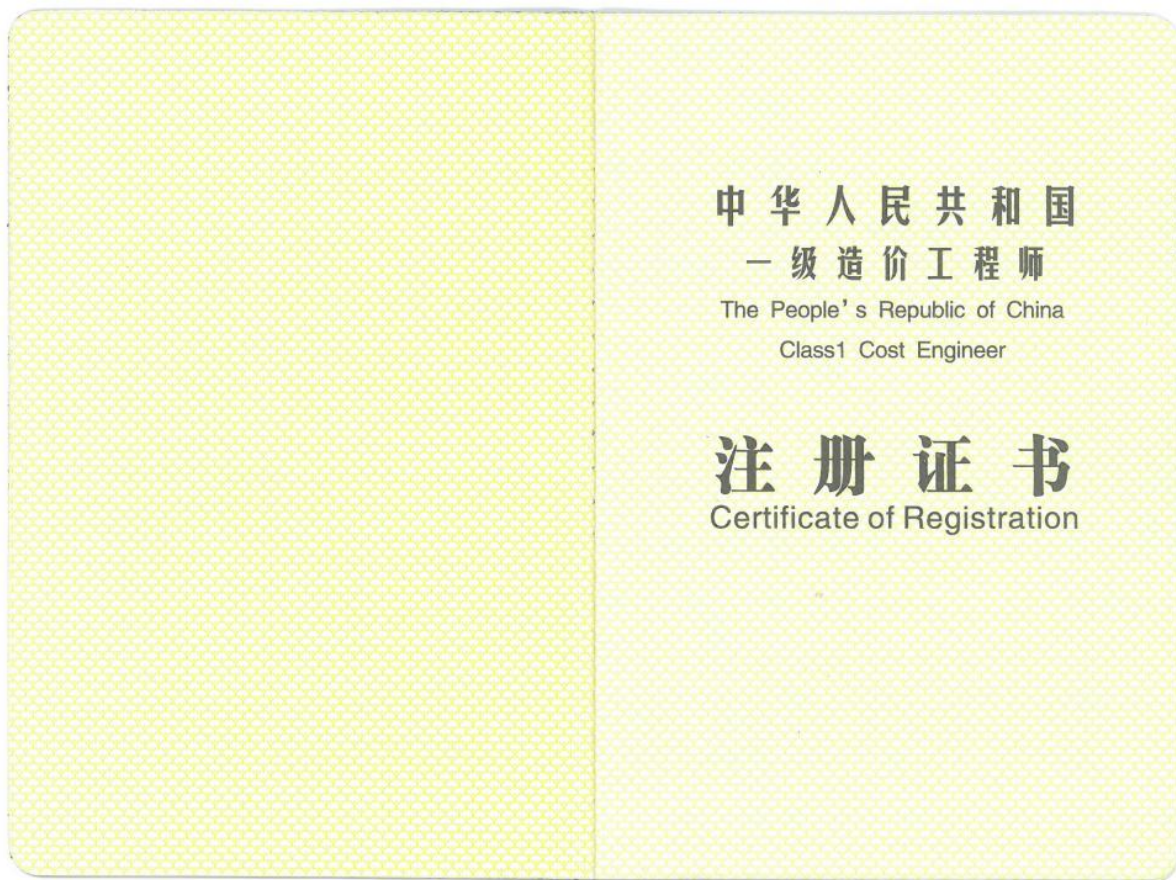 中华人民共和国
一级造价工程师
The People's Republic of China
Class1 Cost Engineer
注册证书
Certificate of Registration